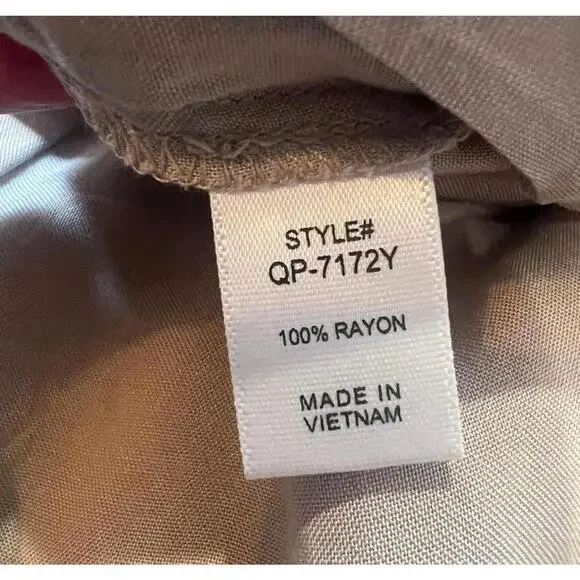 STYLE#
QP-7172Y
100% RAYON
MADE IN
VIETNAM